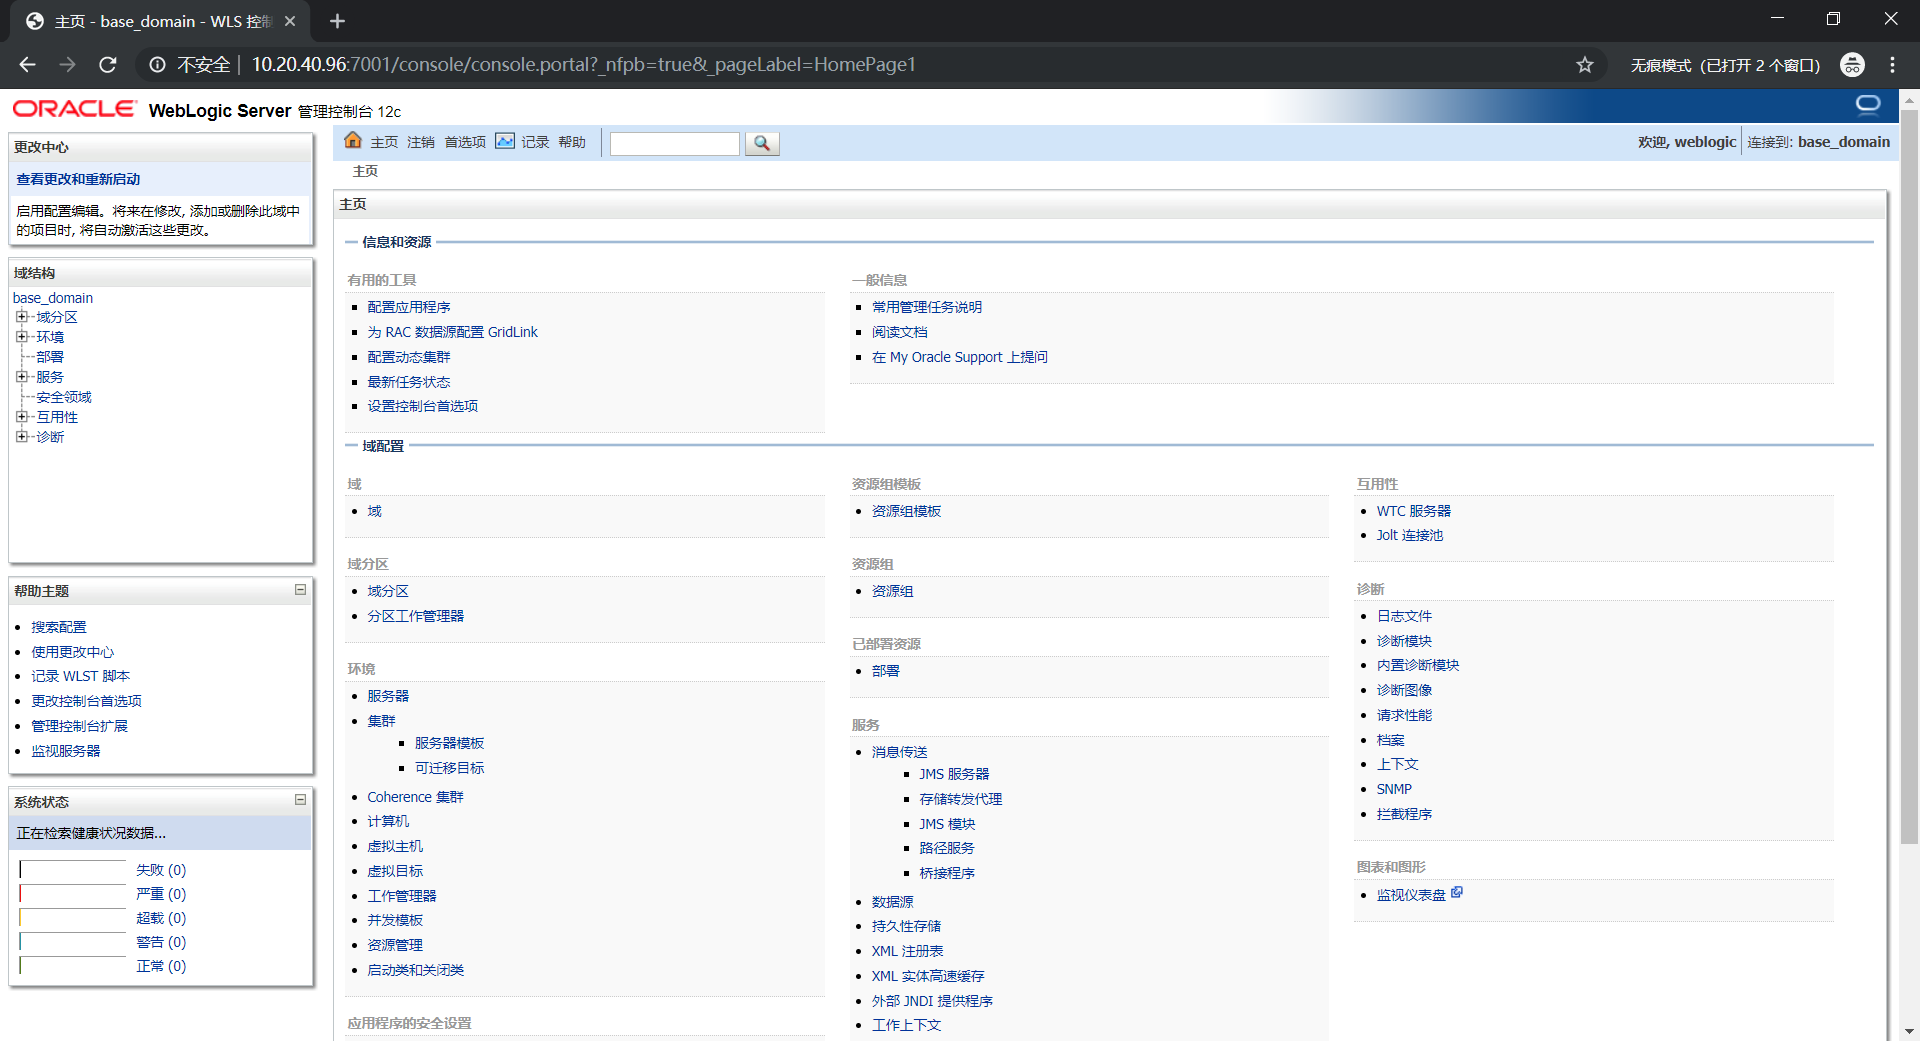 主页 - base_domain - WLS 控制
不安全 | 10.20.40.96:7001/console/console.portal?_nfpb=true&_pageLabel=HomePage1
无痕模式（已打开 2 个窗口）
ORACLE WebLogic Server 管理控制台 12c
更改中心
查看更改和重新启动
启用配置编辑。将来在修改, 添加或删除此域中
的项目时, 将自动激活这些更改。
域结构
base_domain
域分区
环境
部署
服务
安全领域
互用性
诊断
帮助主题
搜索配置
使用更改中心
记录 WLST 脚本
更改控制台首选项
管理控制台扩展
监视服务器
系统状态
正在检索健康状况数据...
失败 (0)
严重 (0)
超载 (0)
警告 (0)
正常 (0)
主页 注销 首选项 记录 帮助
欢迎, weblogic 连接到: base_domain
主页
主页
信息和资源
有用的工具
配置应用程序
为 RAC 数据源配置 GridLink
配置动态集群
最新任务状态
设置控制台首选项
一般信息
常用管理任务说明
阅读文档
在 My Oracle Support 上提问
域配置
域
域
域分区
域分区
分区工作管理器
环境
服务器
集群
服务器模板
可迁移目标
Coherence 集群
计算机
虚拟主机
虚拟目标
工作管理器
并发模板
资源管理
启动类和关闭类
应用程序的安全设置
资源组模板
资源组模板
资源组
资源组
已部署资源
部署
服务
消息传送
JMS 服务器
存储转发代理
JMS 模块
路径服务
桥接程序
数据源
持久性存储
XML 注册表
XML 实体高速缓存
外部 JNDI 提供程序
工作上下文
互用性
WTC 服务器
Jolt 连接池
诊断
日志文件
诊断模块
内置诊断模块
诊断图像
请求性能
档案
上下文
SNMP
拦截程序
图表和图形
监视仪表盘